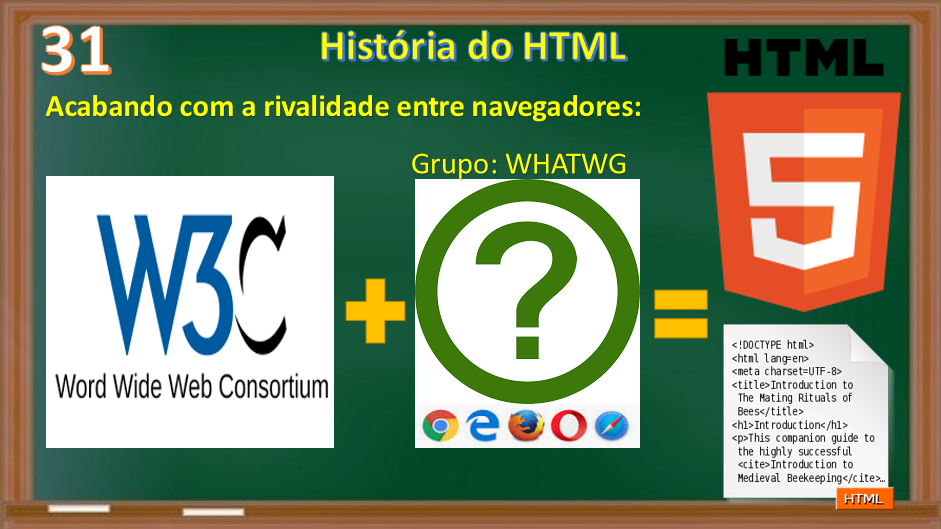 31
História do HTML
HTML
5
Acabando com a rivalidade entre navegadores:
Grupo: WHATWG
W3C
Word Wide Web Consortium
+
?
=
<!DOCTYPE html>
<html lang=en>
<meta charset=UTF-8>
<title>Introduction to
The Mating Rituals of
Bees</title>
<h1>Introduction</h1>
<p>This companion guide to
the highly successful
<cite>Introduction to
Medieval Beekeeping</cite>…
HTML